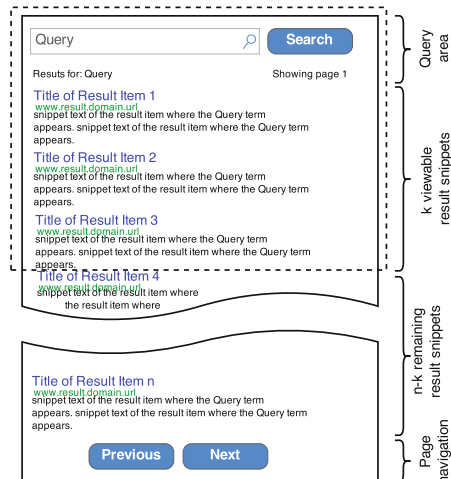 Query
Search
Query
area
Resuts for: Query
Showing page 1
Title of Result Item 1
www.result.domain.url
snippet text of the result item where the Query term
appears. snippet text of the result item where the Query term
appears.
Title of Result Item 2
www.result.domain.url
snippet text of the result item where the Query term
appears. snippet text of the result item where the Query term
appears.
Title of Result Item 3
www.result.domain.url
snippet text of the result item where the Query term
appears. snippet text of the result item where the Query term
appears.
k viewable
result snippets
Title of Result Item 4
www.result.domain.url
snippet text of the result item where
the result item where
n-k remaining
result snippets
Title of Result Item n
www.result.domain.url
snippet text of the result item where the Query term
appears. snippet text of the result item where the Query term
appears.
Previous
Next
Page
navigation